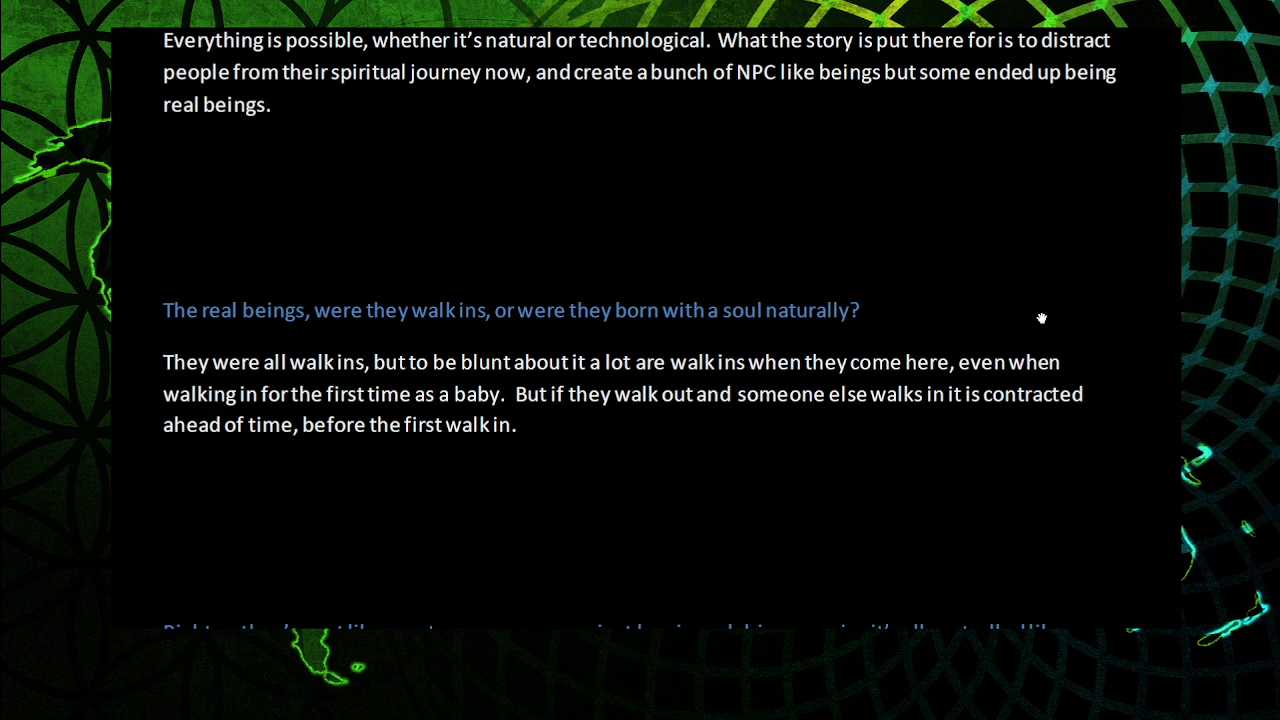 Everything is possible, whether it's natural or technological.  What the story is put there for is to distract
people from their spiritual journey now, and create a bunch of NPC like beings but some ended up being
real beings.
The real beings, were they walk ins, or were they born with a soul naturally?
They were all walk ins, but to be blunt about it a lot are walk ins when they come here, even when
walking in for the first time as a baby.  But if they walk out and someone else walks in it is contracted
ahead of time, before the first walk in.